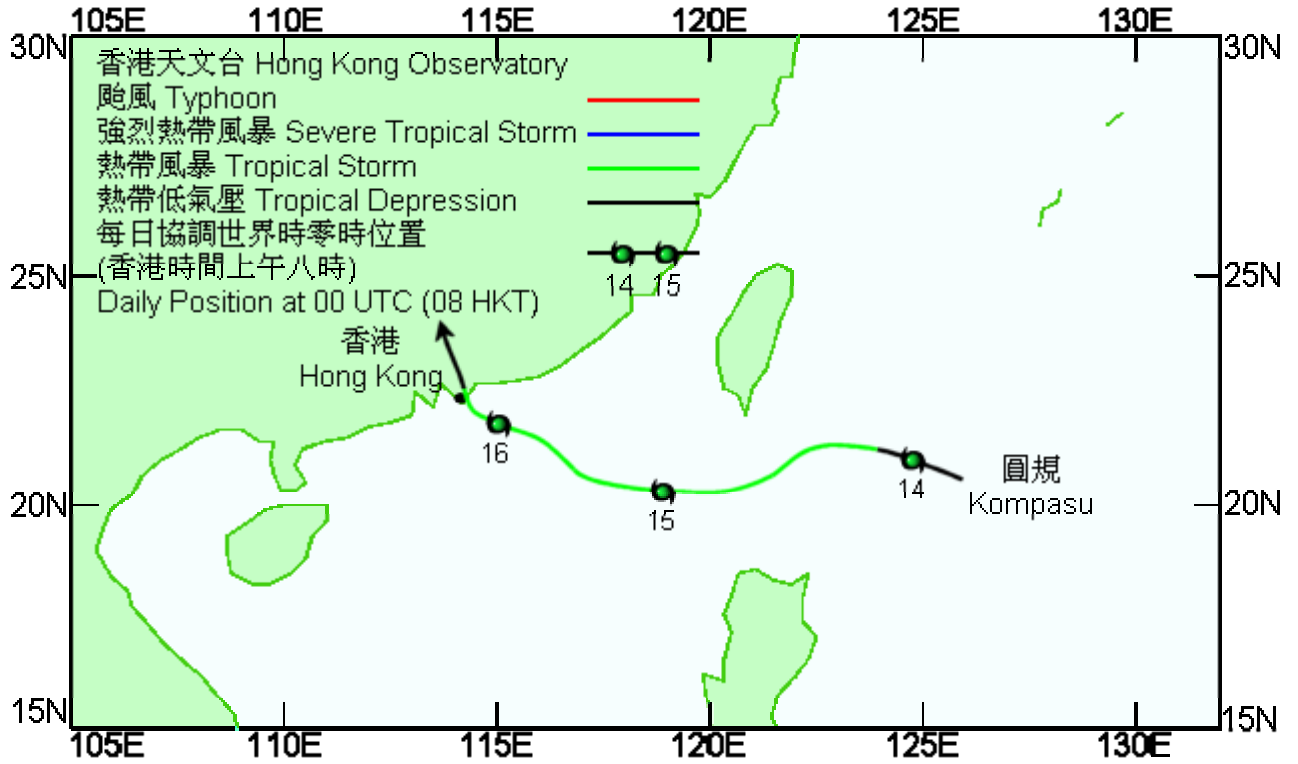 105E 110E 115E 120E 125E 130E
30N 30N
香港天文台 Hong Kong Observatory
颱風 Typhoon
強烈熱帶風暴 Severe Tropical Storm
熱帶風暴 Tropical Storm
熱帶低氣壓 Tropical Depression
每日協調世界時零時位置
(香港時間上午八時)
14 15
25N 25N
Daily Position at 00 UTC (08 HKT)
香港
Hong Kong
16
15
14
圓規
Kompasu
20N 20N
15N 15N
105E 110E 115E 120E 125E 130E